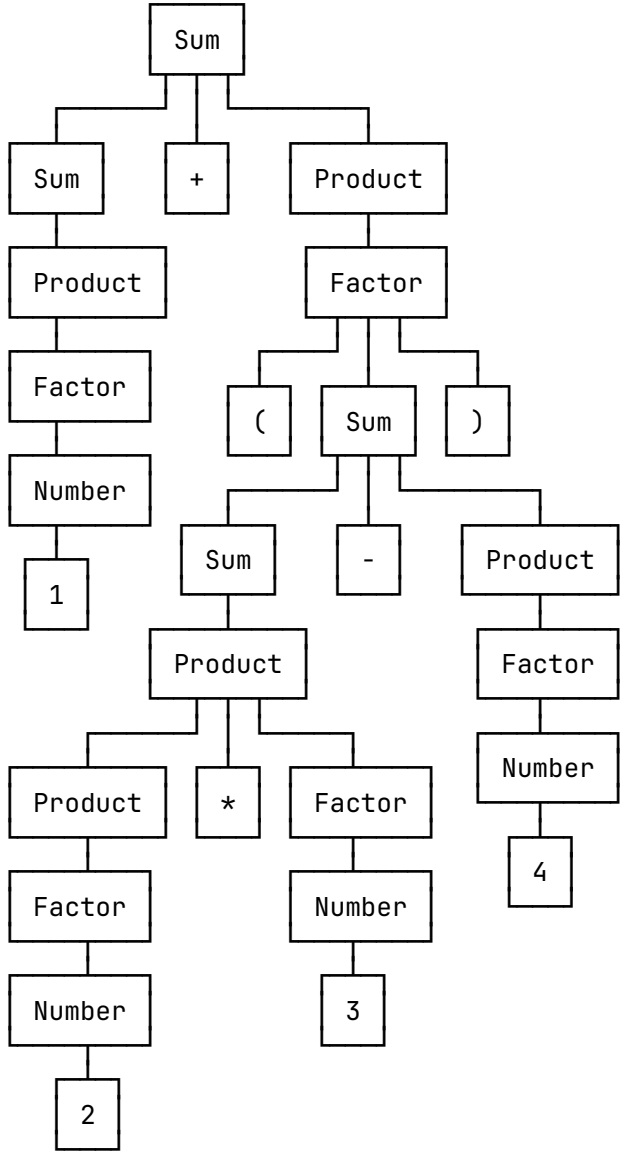 Sum
Sum + Product
Product Factor
Factor ( Sum )
Number
Sum - Product
1
Product Factor
Product * Factor Number
Factor Number 4
Number 3
2